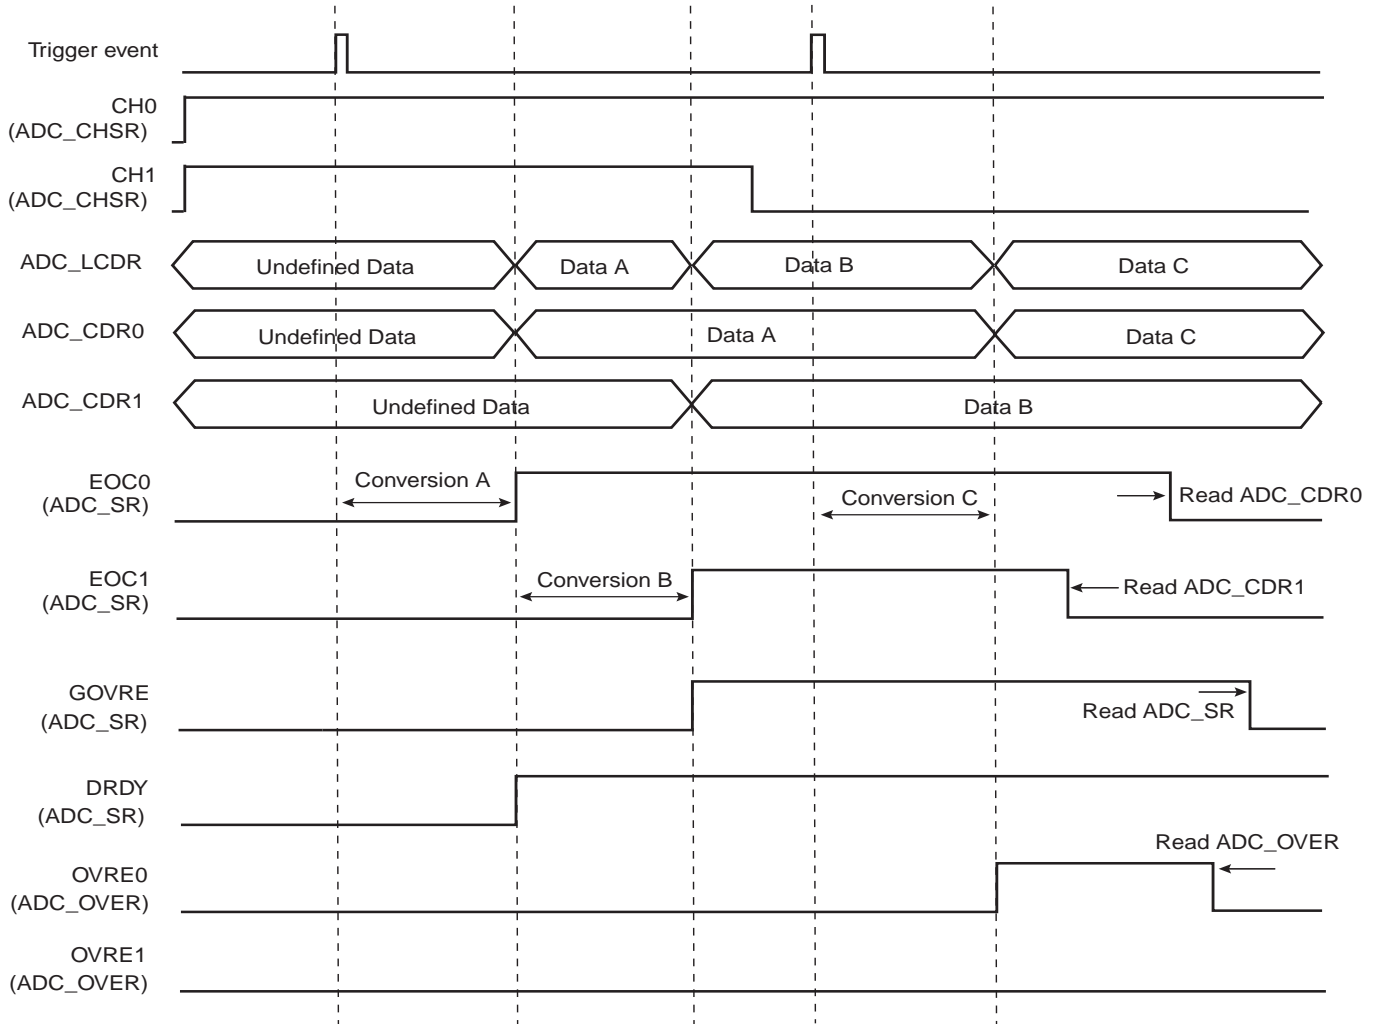 Trigger event
CH0
(ADC_CHSR)
CH1
(ADC_CHSR)
ADC_LCDR
Undefined Data
Data A
Data B
Data C
ADC_CDR0
Undefined Data
Data A
Data C
ADC_CDR1
Undefined Data
Data B
EOC0
(ADC_SR)
Conversion A
Conversion C
Read ADC_CDR0
EOC1
(ADC_SR)
Conversion B
Read ADC_CDR1
GOVRE
(ADC_SR)
Read ADC_SR
DRDY
(ADC_SR)
Read ADC_OVER
OVRE0
(ADC_OVER)
OVRE1
(ADC_OVER)